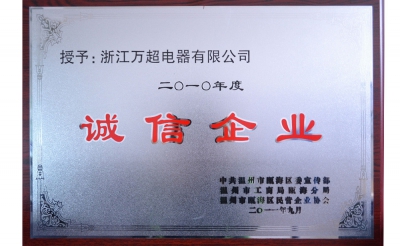 授予：浙江万超电器有限公司
二〇一〇年度
诚信企业
中共温州市瓯海区委宣传部
温州市工商局瓯海分局
温州市瓯海区民营企业协会
二〇一一年九月